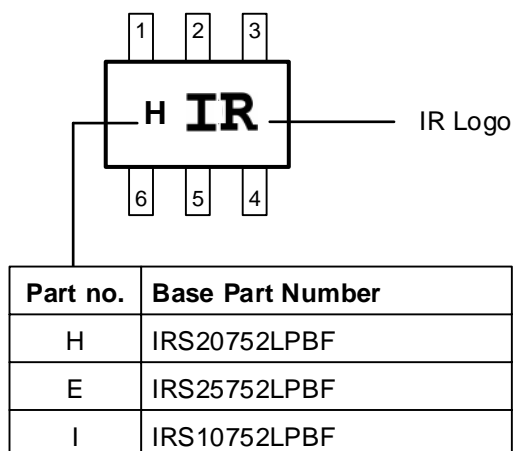 1 2 3
H IR IR Logo
6 5 4
Part no. Base Part Number
H IRS20752LPBF
E IRS25752LPBF
I IRS10752LPBF